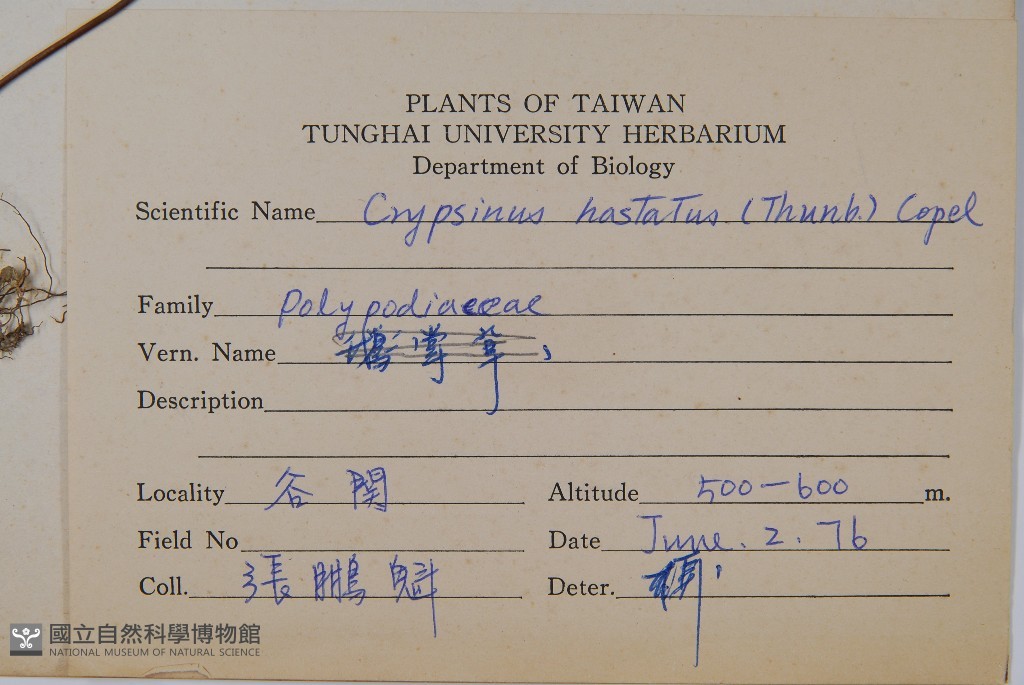 PLANTS OF TAIWAN
TUNGHAI UNIVERSITY HERBARIUM
Department of Biology
Scientific Name Crypsinus hastatus (Thunb.) Copel
Family Polypodiaceae
Vern. Name
Description
Locality 谷関 Altitude 500-600 m.
Field No Date June. 2. 76
Coll. 張鵬魁 Deter.
國立自然科學博物館
NATIONAL MUSEUM OF NATURAL SCIENCE